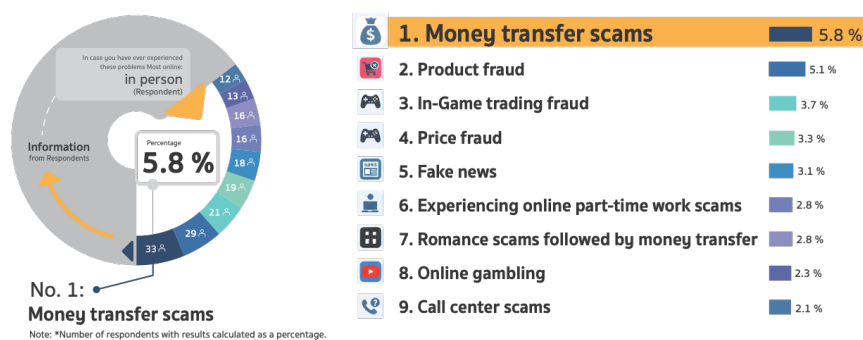 In case you have ever experienced
these problems Most online:
in person
(Respondent)
12
13
16
16
18
19
21
29
33
Information
from Respondents
Percentage
5.8 %
No. 1:
Money transfer scams
Note: *Number of respondents with results calculated as a percentage.
1. Money transfer scams 5.8 %
2. Product fraud 5.1 %
3. In-Game trading fraud 3.7 %
4. Price fraud 3.3 %
NEWS
5. Fake news 3.1 %
6. Experiencing online part-time work scams 2.8 %
7. Romance scams followed by money transfer 2.8 %
8. Online gambling 2.3 %
9. Call center scams 2.1 %